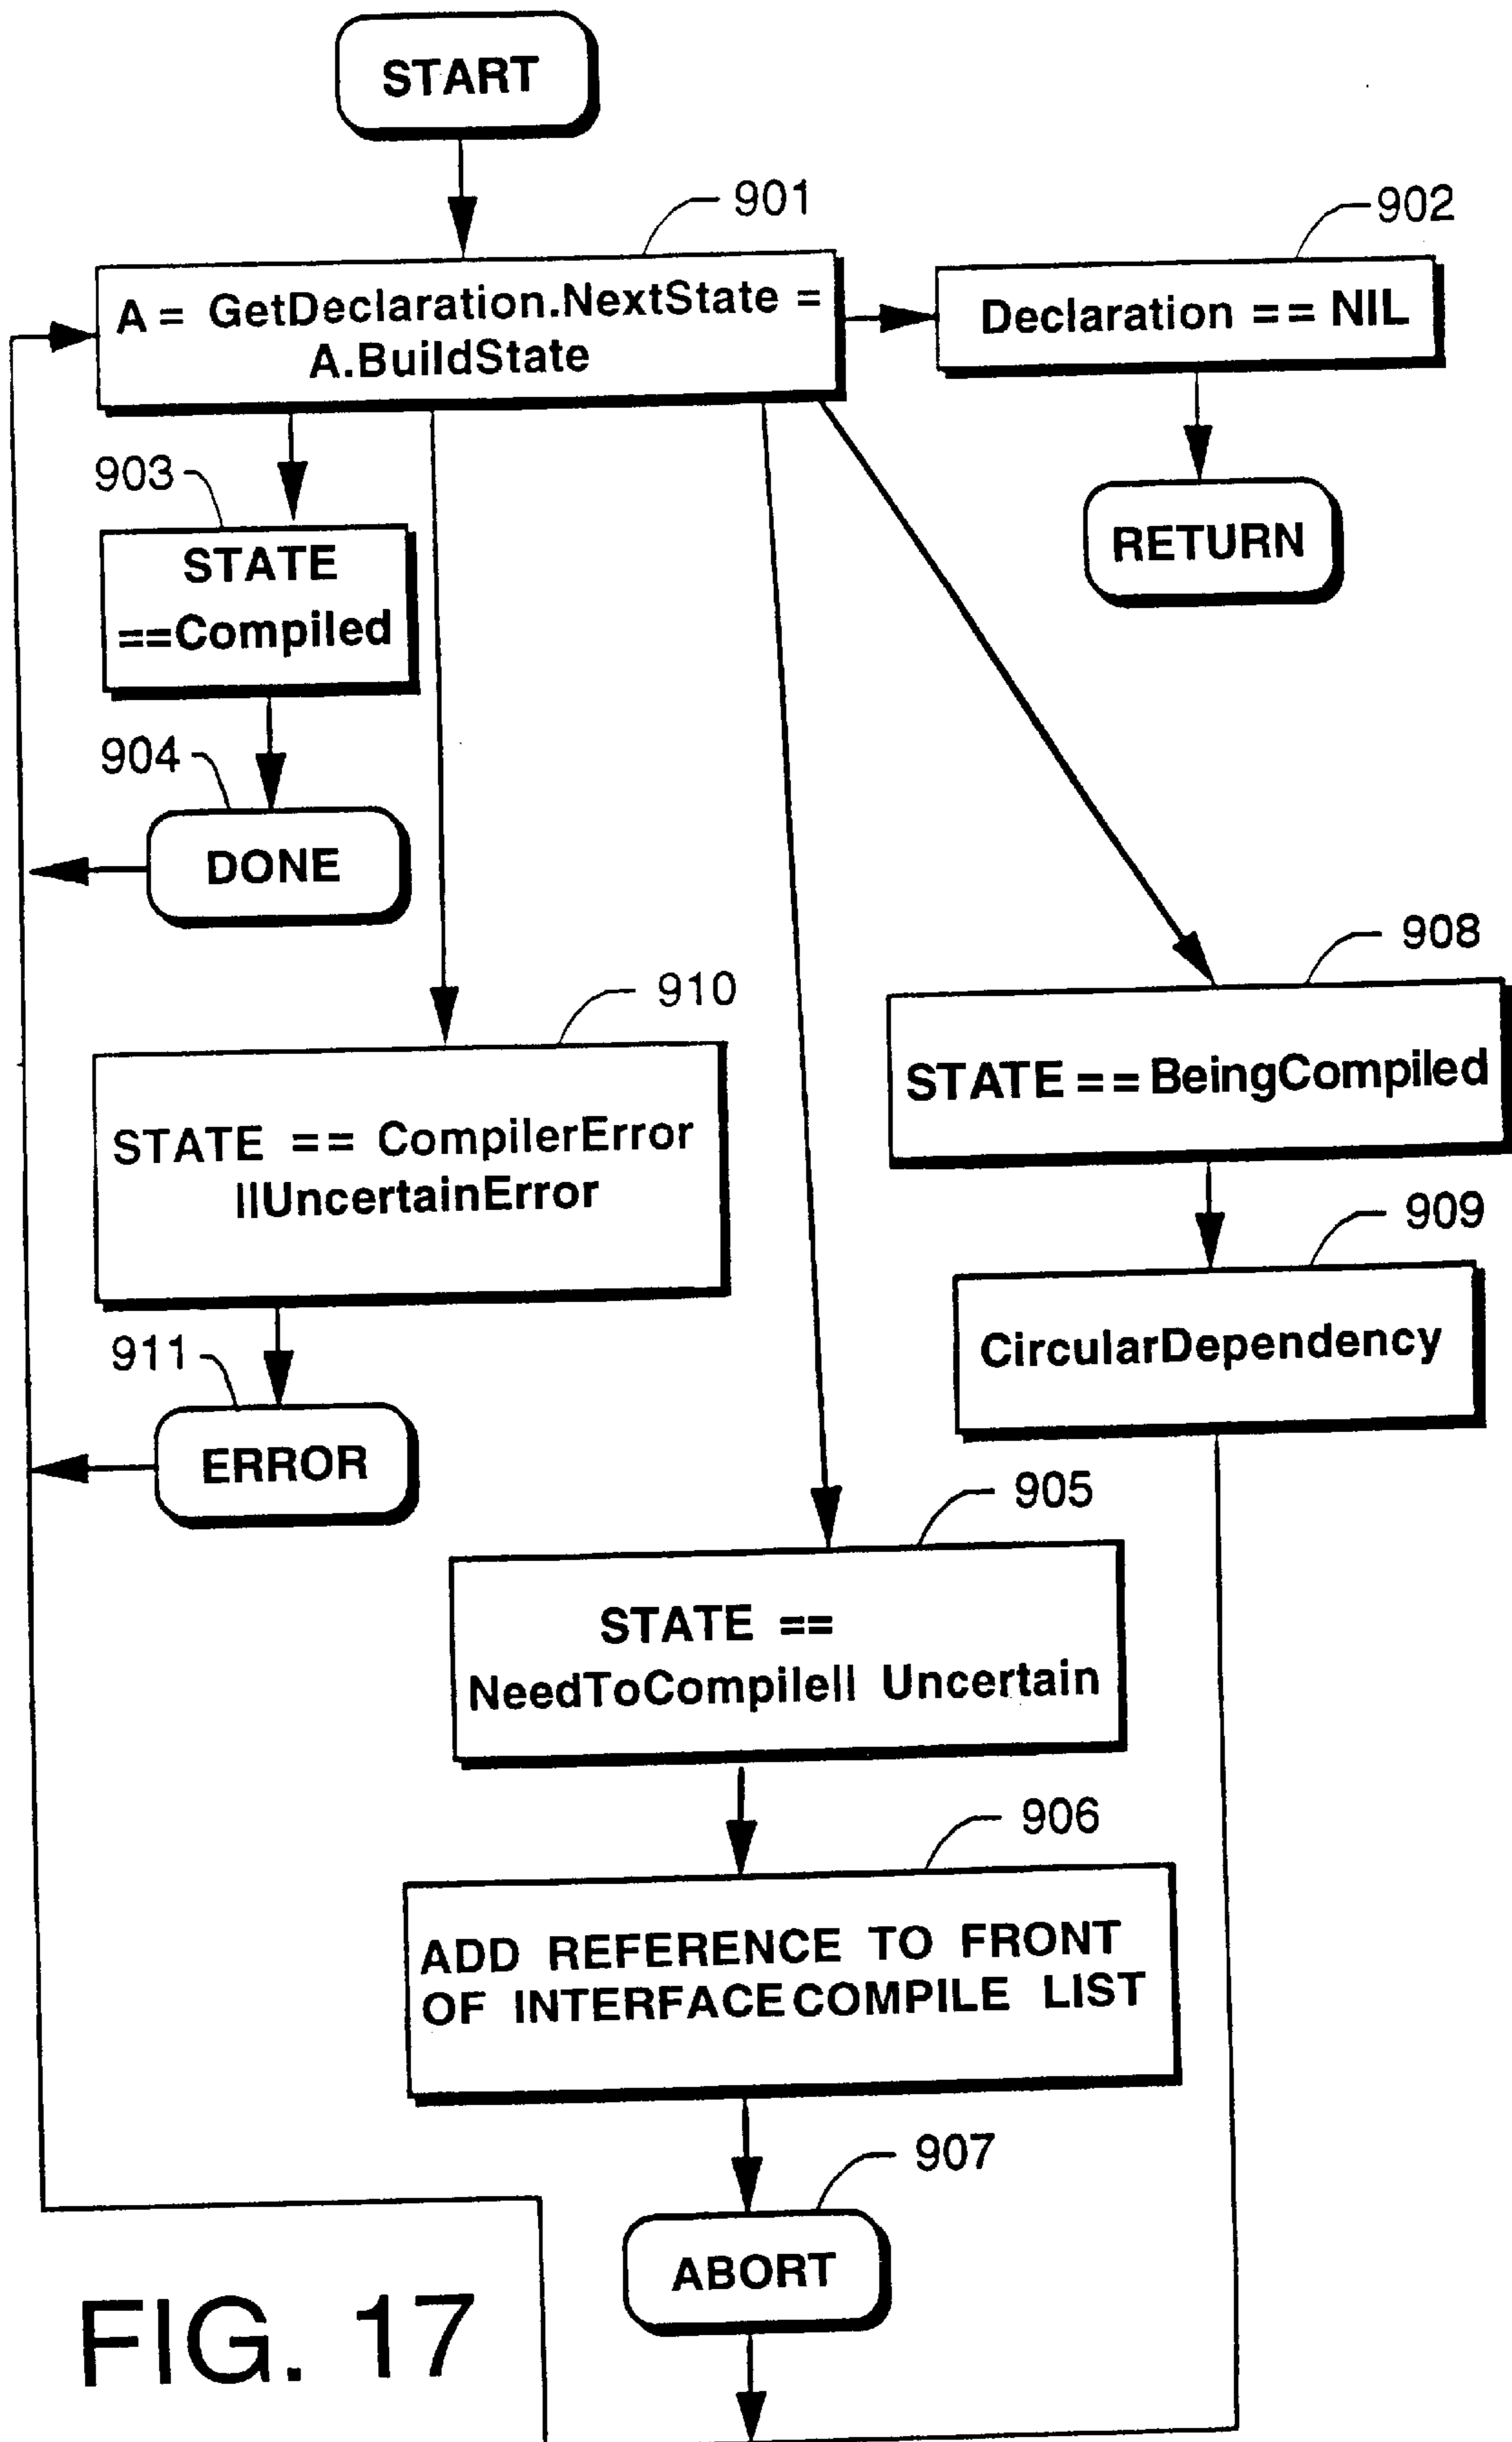 START
901
902
A = GetDeclaration.NextState =
A.BuildState
Declaration == NIL
903
RETURN
STATE
==Compiled
904
DONE
908
910
STATE == BeingCompiled
STATE == CompilerError
||UncertainError
909
911
CircularDependency
ERROR
905
STATE ==
NeedToCompile|| Uncertain
906
ADD REFERENCE TO FRONT
OF INTERFACE COMPILE LIST
907
ABORT
FIG. 17